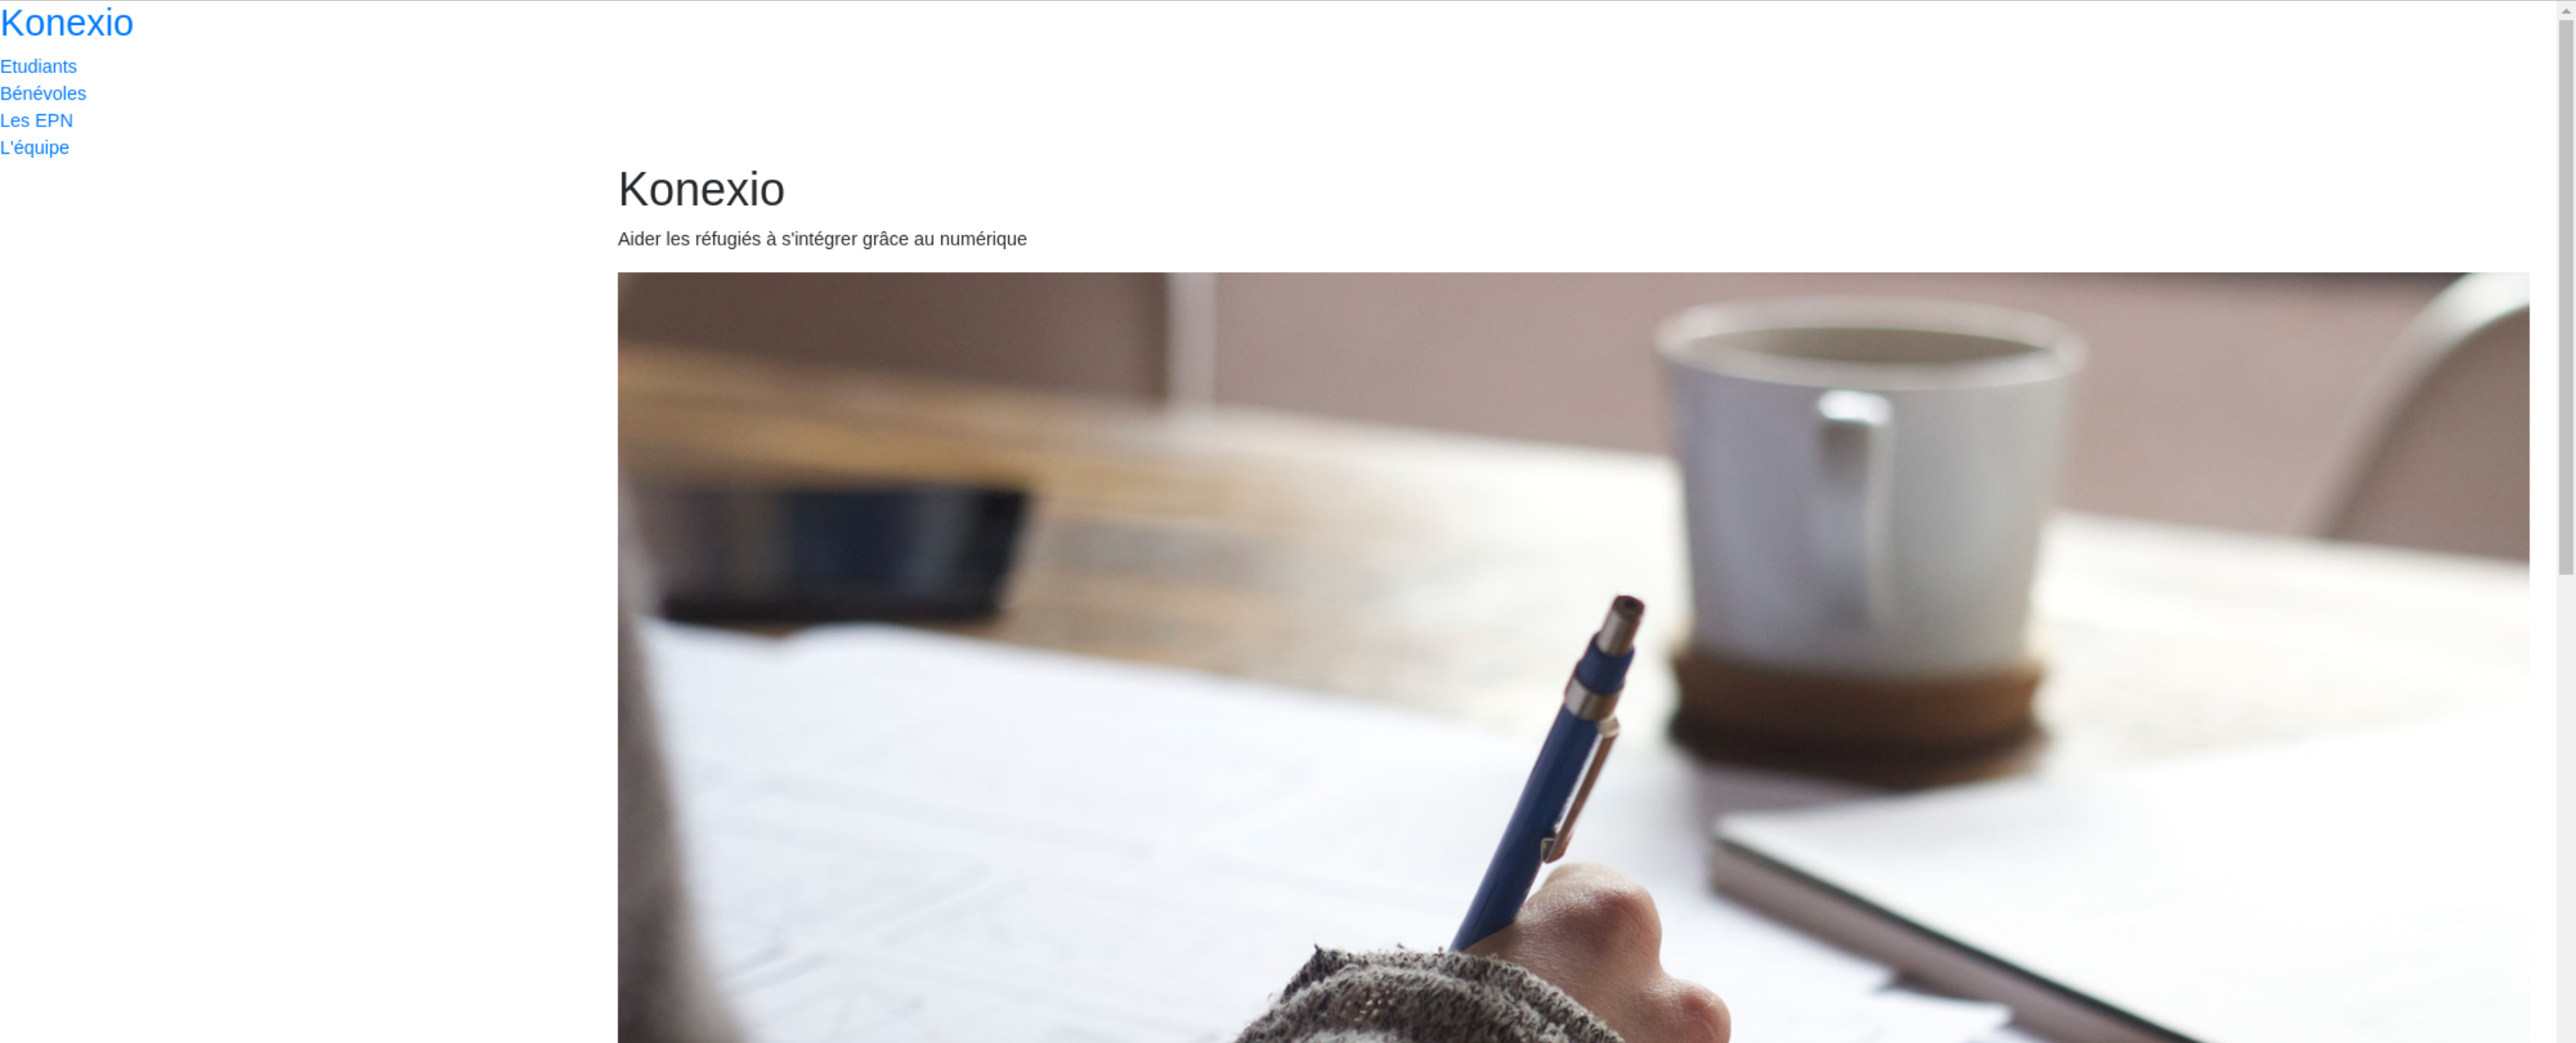 Konexio
Etudiants
Bénévoles
Les EPN
L'équipe
Konexio
Aider les réfugiés à s'intégrer grâce au numérique